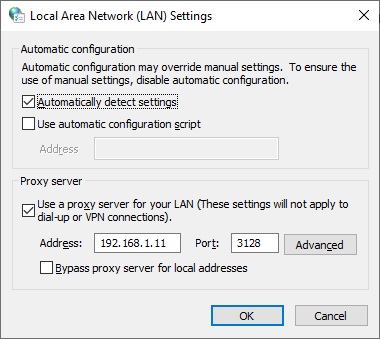 Local Area Network (LAN) Settings
Automatic configuration
Automatic configuration may override manual settings. To ensure the
use of manual settings, disable automatic configuration.
Automatically detect settings
Use automatic configuration script
Address
Proxy server
Use a proxy server for your LAN (These settings will not apply to
dial-up or VPN connections).
Address: 192.168.1.11 Port: 3128 Advanced
Bypass proxy server for local addresses
OK Cancel